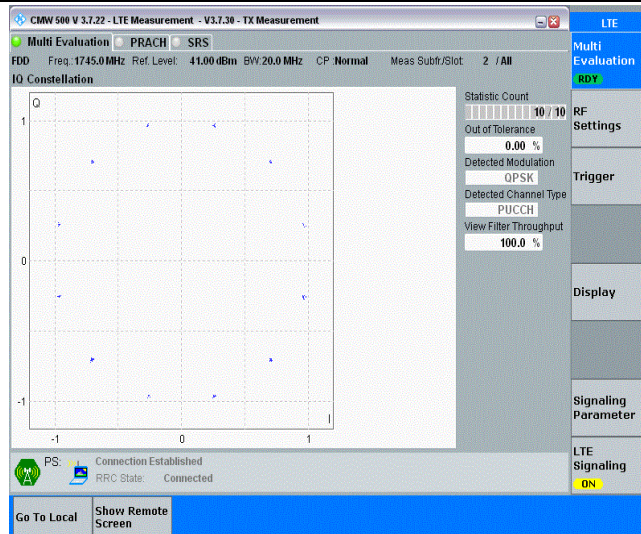 CMW 500 V 3.7.22 - LTE Measurement - V3.7.30 - TX Measurement
LTE
Multi Evaluation PRACH SRS
Multi
Evaluation
RDY
FDD Freq.:1745.0 MHz Ref. Level: 41.00 dBm BW:20.0 MHz CP :Normal Meas Subfr/Slot: 2 / All
IQ Constellation
Statistic Count
10 / 10
Out of Tolerance
0.00 %
Detected Modulation
QPSK
Detected Channel Type
PUCCH
View Filter Throughput
100.0 %
RF
Settings
Trigger
Display
Signaling
Parameter
LTE
Signaling
ON
Q
1
0
-1
I
-1 0 1
PS: Connection Established
RRC State: Connected
Go To Local
Show Remote
Screen